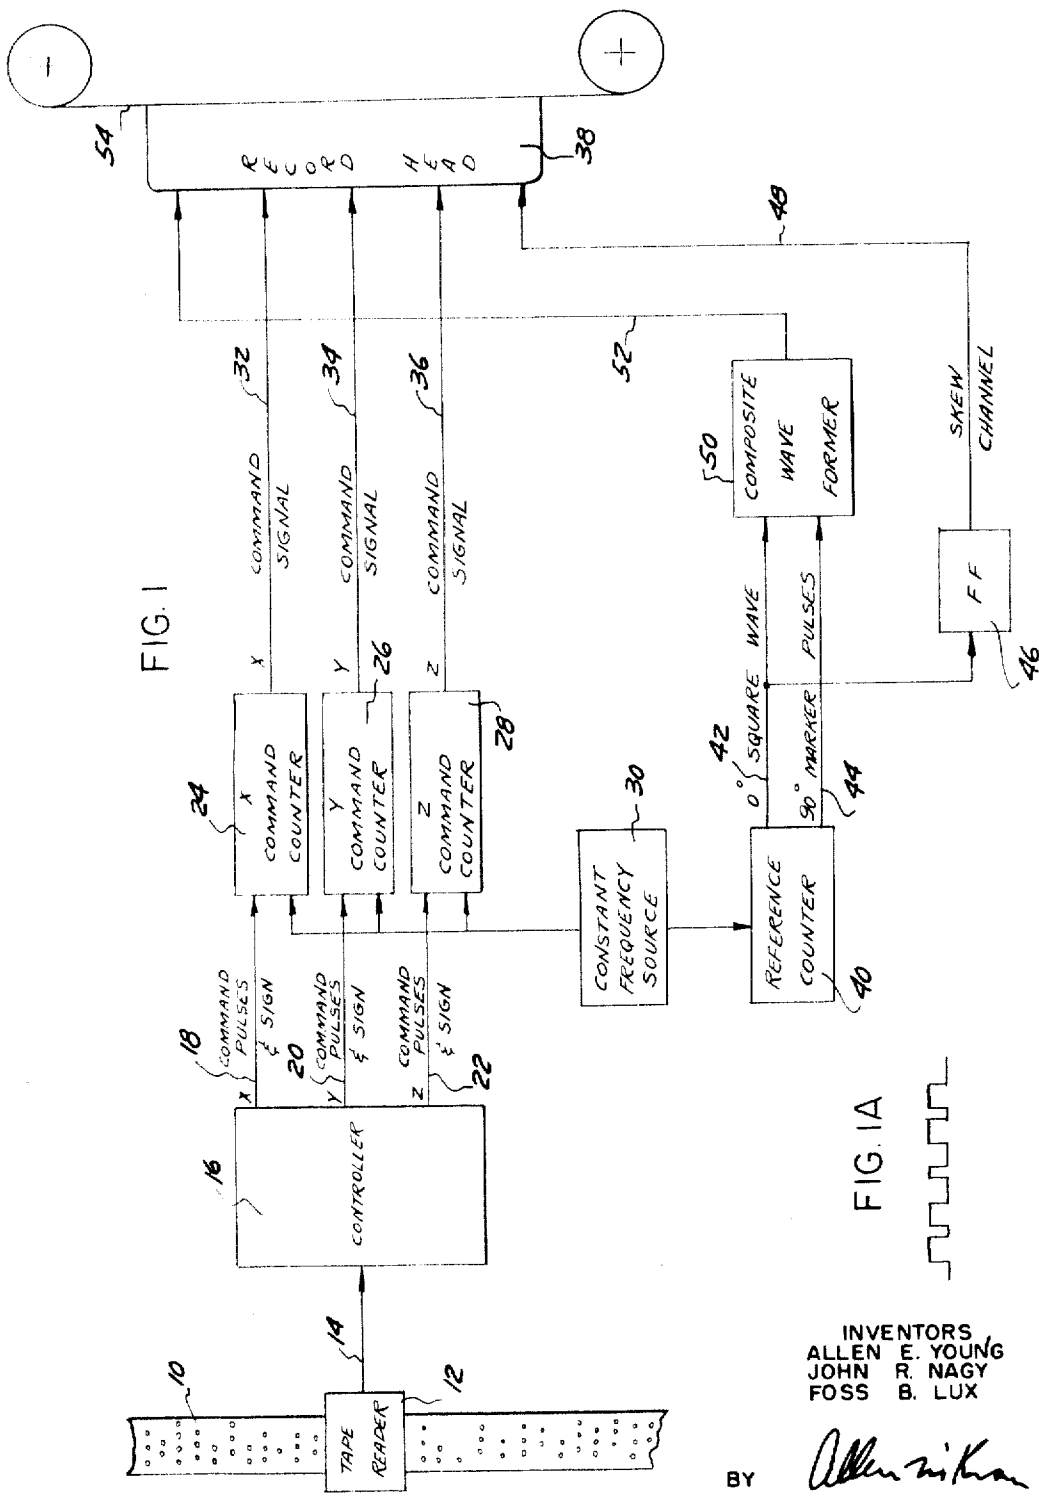 FIG. 1
10
TAPE
READER
12
14
16
CONTROLLER
X
18
COMMAND
PULSES
& SIGN
Y
20
COMMAND
PULSES
& SIGN
Z
22
COMMAND
PULSES
& SIGN
24
X
COMMAND
COUNTER
26
Y
COMMAND
COUNTER
28
Z
COMMAND
COUNTER
X
COMMAND
SIGNAL
32
Y
COMMAND
SIGNAL
34
Z
COMMAND
SIGNAL
36
RECORD HEAD
38
54
-
+
CONSTANT
FREQUENCY
SOURCE
30
REFERENCE
COUNTER
40
42
0° SQUARE WAVE
90° MARKER PULSES
44
50
COMPOSITE
WAVE
FORMER
52
FF
46
SKEW
CHANNEL
48
FIG. 1A
INVENTORS
ALLEN E. YOUNG
JOHN R. NAGY
FOSS B. LUX
BY